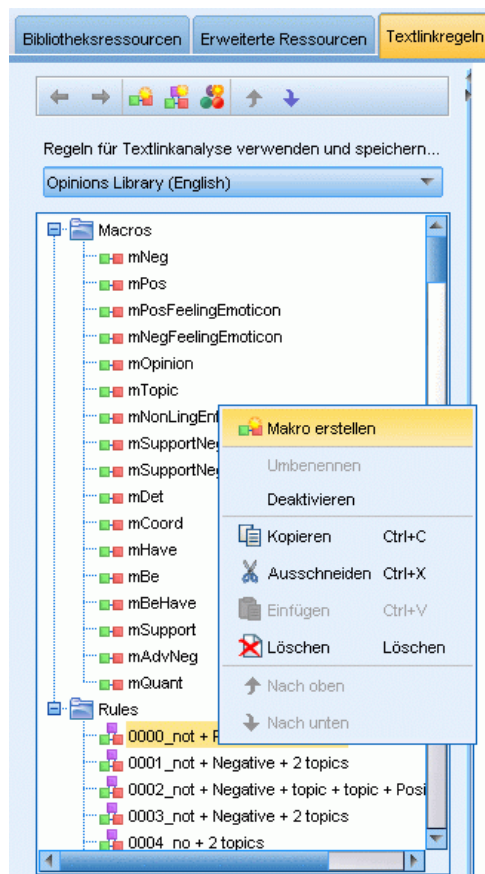 Bibliotheksressourcen Erweiterte Ressourcen Textlinkregeln
Regeln für Textlinkanalyse verwenden und speichern...
Opinions Library (English)
Macros
mNeg
mPos
mPosFeelingEmoticon
mNegFeelingEmoticon
mOpinion
mTopic
mNonLingEnt
mSupportNeg
mSupportNeg
mDet
mCoord
mHave
mBe
mBeHave
mSupport
mAdvNeg
mQuant
Rules
0000_not +
0001_not + Negative + 2 topics
0002_not + Negative + topic + topic + Posi
0003_not + Negative + 2 topics
0004_no + 2 topics
Makro erstellen
Umbenennen
Deaktivieren
Kopieren Ctrl+C
Ausschneiden Ctrl+X
Einfügen Ctrl+V
Löschen Löschen
Nach oben
Nach unten